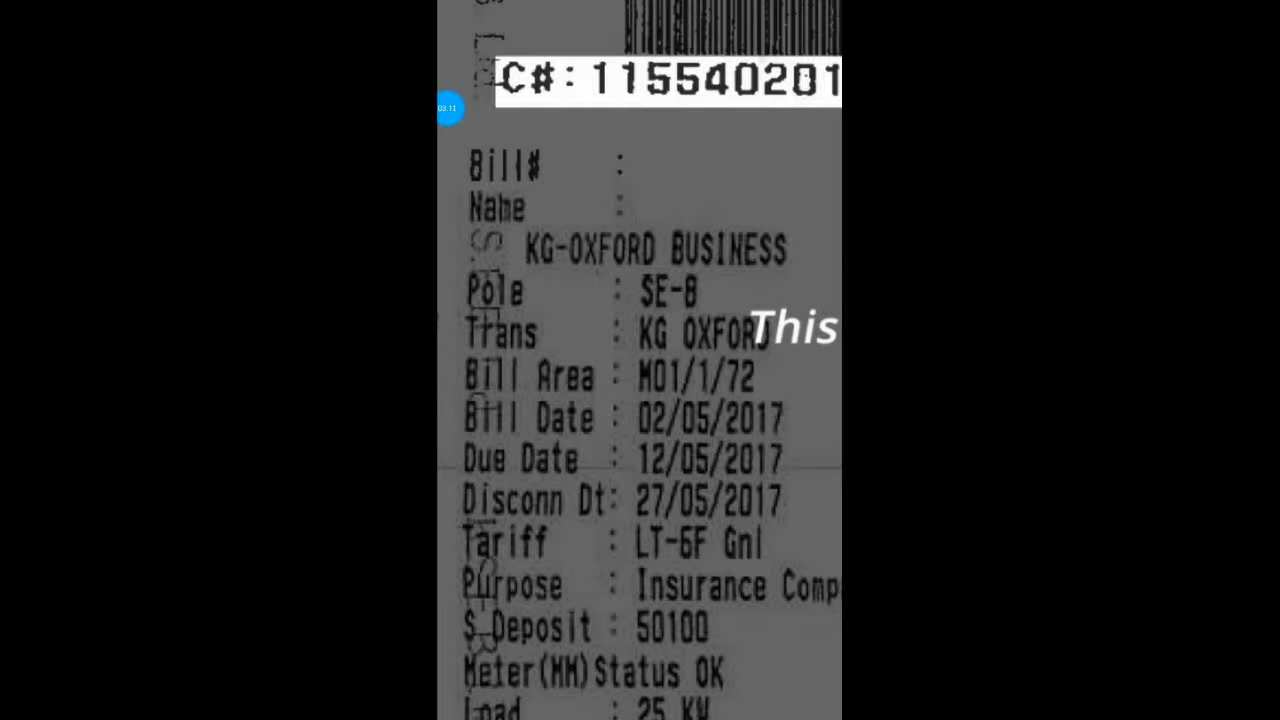 C#: 115540201
03.11
Bill# :
Name :
KG-OXFORD BUSINESS
Pole : SE-8
This
Trans : KG OXFORD
Bill Area : M01/1/72
Bill Date : 02/05/2017
Due Date : 12/05/2017
Disconn Dt: 27/05/2017
Tariff : LT-6F Gnl
Purpose : Insurance Comp
S Deposit : 50100
Meter(MM)Status OK
Load : 25 KW